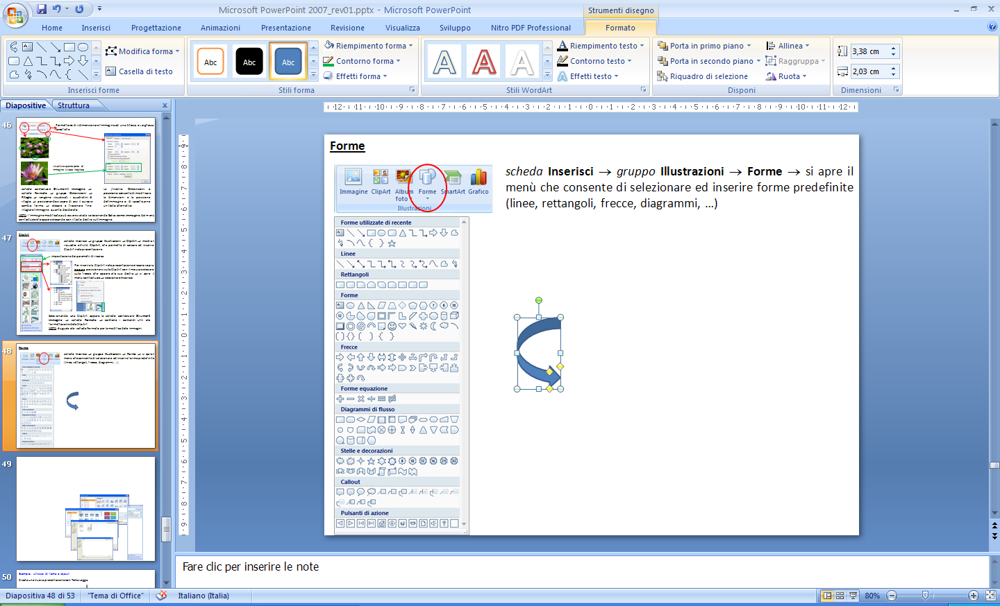 Microsoft PowerPoint 2007_rev01.pptx - Microsoft PowerPoint
Strumenti disegno
Home Inserisci Progettazione Animazioni Presentazione Revisione Visualizza Sviluppo Nitro PDF Professional Formato
Modifica forma
Casella di testo
Inserisci forme
Abc Abc Abc
Riempimento forma
Contorno forma
Effetti forma
Stili forma
A A A
Riempimento testo
Contorno testo
Effetti testo
Stili WordArt
Porta in primo piano
Porta in secondo piano
Riquadro di selezione
Allinea
Raggruppa
Ruota
Disponi
3,38 cm
2,03 cm
Dimensioni
Diapositive Struttura x
46
47
48
49
50
Forme
Immagine ClipArt Album foto Forme SmartArt Grafico
Illustrazioni
scheda Inserisci → gruppo Illustrazioni → Forme → si apre il
menù che consente di selezionare ed inserire forme predefinite
(linee, rettangoli, frecce, diagrammi, ...)
Forme utilizzate di recente
Linee
Rettangoli
Forme
Frecce
Forme equazione
Diagrammi di flusso
Stelle e decorazioni
Callout
Pulsanti di azione
Fare clic per inserire le note
Diapositiva 48 di 53 "Tema di Office" Italiano (Italia) 80%